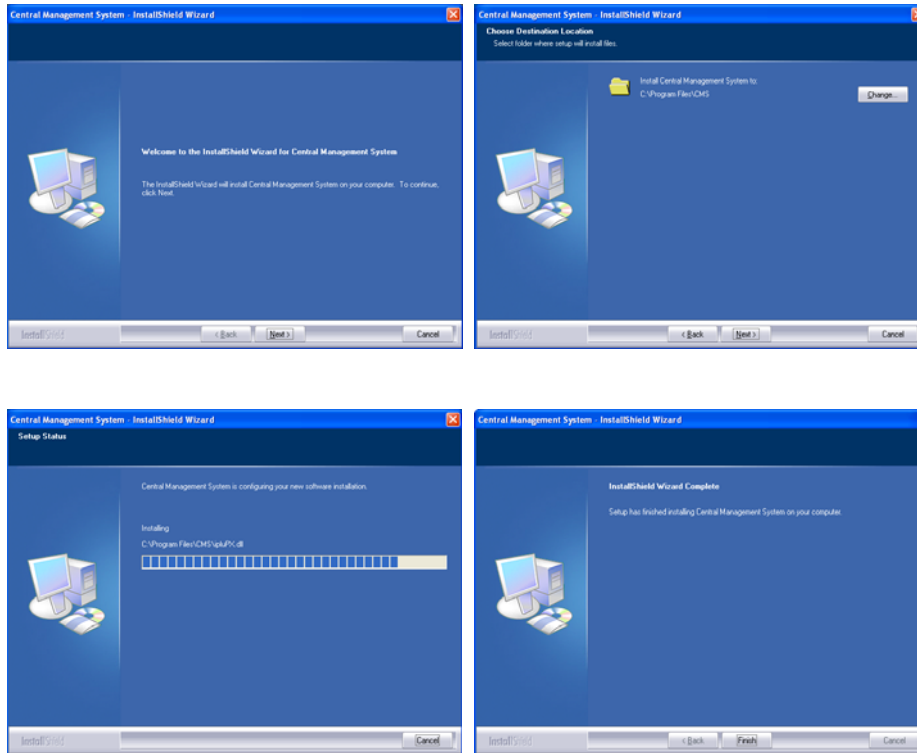 Central Management System - InstallShield Wizard
Welcome to the InstallShield Wizard for Central Management System
The InstallShield Wizard will install Central Management System on your computer. To continue,
click Next.
InstallShield
< Back
Next >
Cancel
Central Management System - InstallShield Wizard
Choose Destination Location
Select folder where setup will install files.
Install Central Management System to:
C:\Program Files\CMS
Change...
InstallShield
< Back
Next >
Cancel
Central Management System - InstallShield Wizard
Setup Status
Central Management System is configuring your new software installation.
Installing
C:\Program Files\CMS\ipluPX.dll
InstallShield
Cancel
Central Management System - InstallShield Wizard
InstallShield Wizard Complete
Setup has finished installing Central Management System on your computer.
InstallShield
< Back
Finish
Cancel